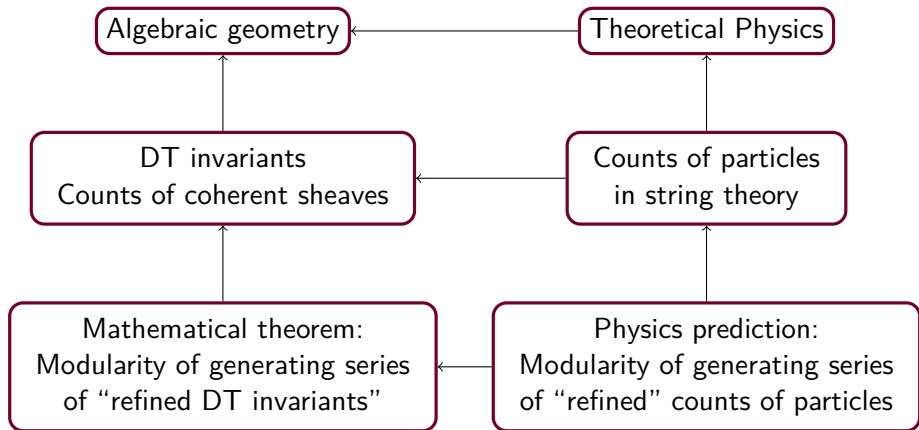 Algebraic geometry
Theoretical Physics
DT invariants
Counts of coherent sheaves
Counts of particles
in string theory
Mathematical theorem:
Modularity of generating series
of “refined DT invariants”
Physics prediction:
Modularity of generating series
of “refined” counts of particles